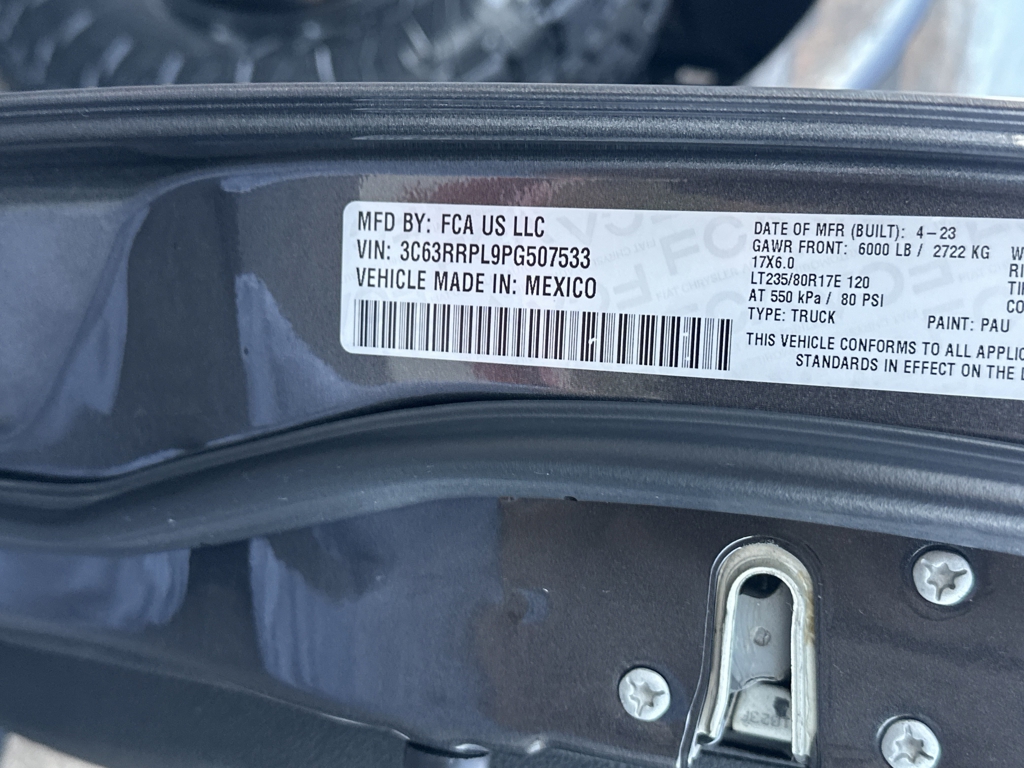 MFD BY: FCA US LLC
VIN: 3C63RRPL9PG507533
VEHICLE MADE IN: MEXICO
DATE OF MFR (BUILT): 4-23
GAWR FRONT: 6000 LB / 2722 KG
17X6.0
LT235/80R17E 120
AT 550 kPa / 80 PSI
TYPE: TRUCK PAINT: PAU
THIS VEHICLE CONFORMS TO ALL
STANDARDS IN EFFECT ON THE